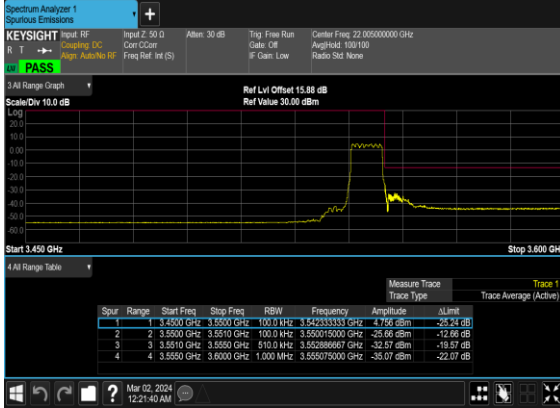 Spectrum Analyzer 1
Spurious Emissions
+
KEYSIGHT Input: RF Input Z: 50 Ω Atten: 30 dB Trig: Free Run Center Freq: 22.005000000 GHz
R T Coupling: DC Corr CCorr Gate: Off Avg|Hold: 100/100
Align: Auto/No RF Freq Ref: Int (S) IF Gain: Low Radio Std: None
LXI PASS
3 All Range Graph
Ref Lvl Offset 15.88 dB
Scale/Div 10.0 dB Ref Value 30.00 dBm
Log
20.0
10.0
0.00
-10.0
-20.0
-30.0
-40.0
-50.0
-60.0
Start 3.450 GHz Stop 3.600 GH
4 All Range Table
Measure Trace Trace 1
Trace Type Trace Average (Active)
Spur Range Start Freq Stop Freq RBW Frequency Amplitude ΔLimit
1 1 3.4500 GHz 3.5500 GHz 100.0 kHz 3.542333333 GHz 4.756 dBm -25.24 dB
2 2 3.5500 GHz 3.5510 GHz 100.0 kHz 3.550015000 GHz -25.66 dBm -12.66 dB
3 3 3.5510 GHz 3.5550 GHz 510.0 kHz 3.552886667 GHz -32.57 dBm -19.57 dB
4 4 3.5550 GHz 3.6000 GHz 1.000 MHz 3.555075000 GHz -35.07 dBm -22.07 dB
? Mar 02, 2024
12:21:40 AM